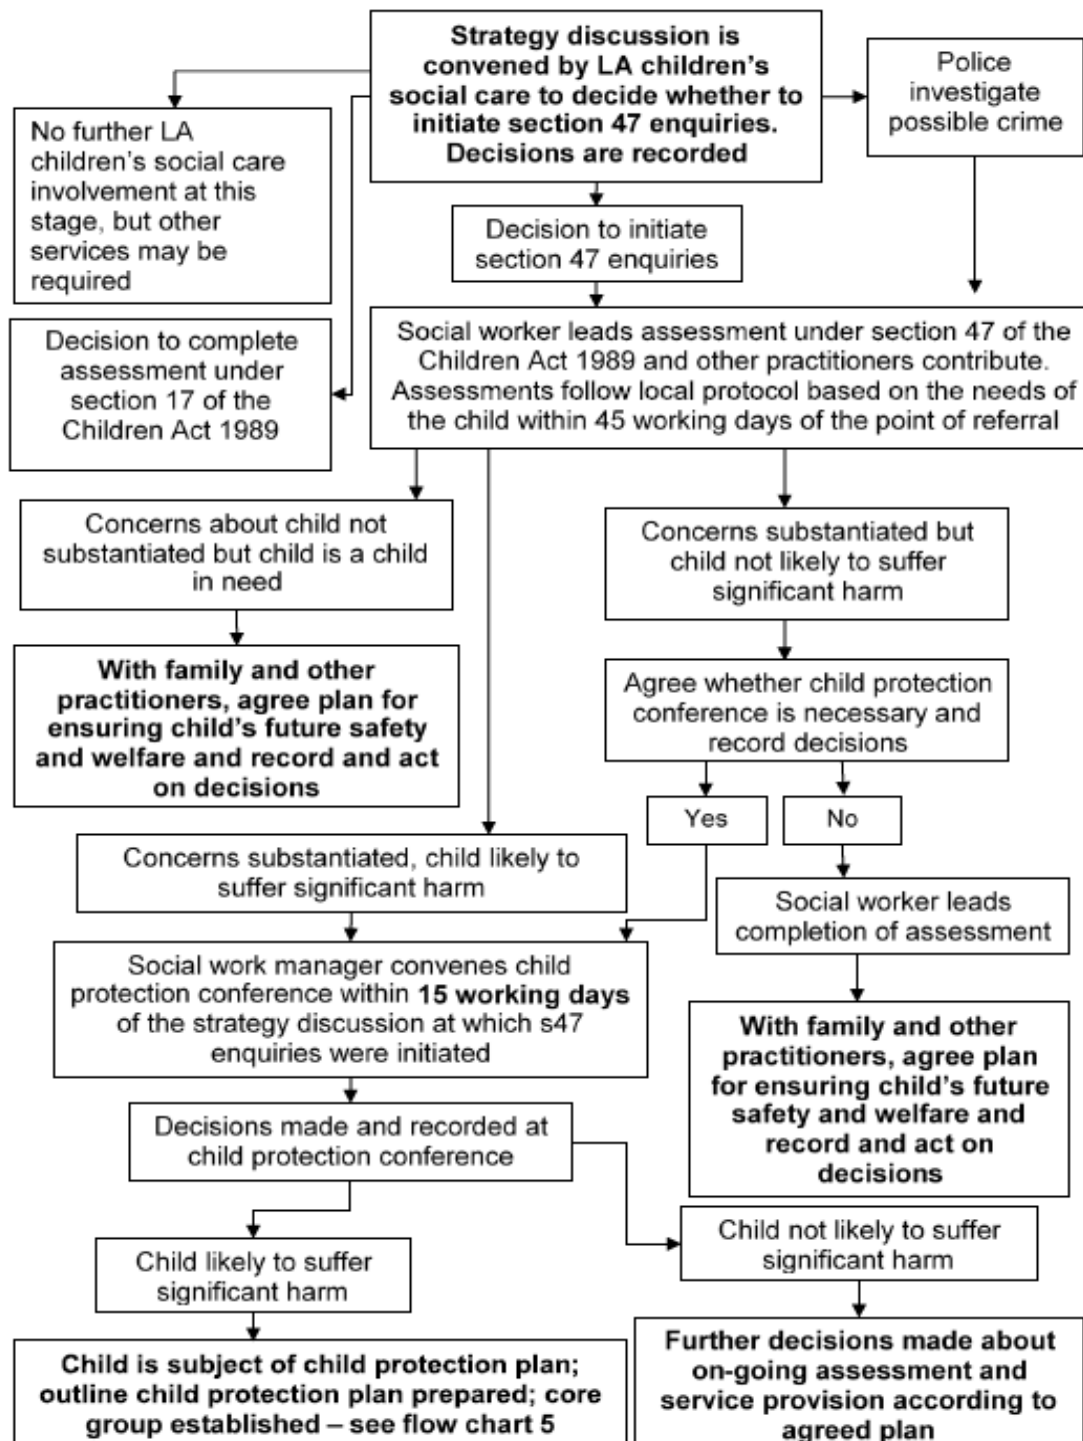 Strategy discussion is
convened by LA children’s
social care to decide whether to
initiate section 47 enquiries.
Decisions are recorded
Police
investigate
possible crime
No further LA
children’s social care
involvement at this
stage, but other
services may be
required
Decision to initiate
section 47 enquiries
Decision to complete
assessment under
section 17 of the
Children Act 1989
Social worker leads assessment under section 47 of the
Children Act 1989 and other practitioners contribute.
Assessments follow local protocol based on the needs of
the child within 45 working days of the point of referral
Concerns about child not
substantiated but child is a child
in need
Concerns substantiated but
child not likely to suffer
significant harm
With family and other
practitioners, agree plan for
ensuring child’s future safety
and welfare and record and act
on decisions
Agree whether child protection
conference is necessary and
record decisions
Yes
No
Concerns substantiated, child likely to
suffer significant harm
Social worker leads
completion of assessment
Social work manager convenes child
protection conference within 15 working days
of the strategy discussion at which s47
enquiries were initiated
With family and other
practitioners, agree plan
for ensuring child’s future
safety and welfare and
record and act on
decisions
Decisions made and recorded at
child protection conference
Child likely to suffer
significant harm
Child not likely to suffer
significant harm
Child is subject of child protection plan;
outline child protection plan prepared; core
group established – see flow chart 5
Further decisions made about
on-going assessment and
service provision according to
agreed plan